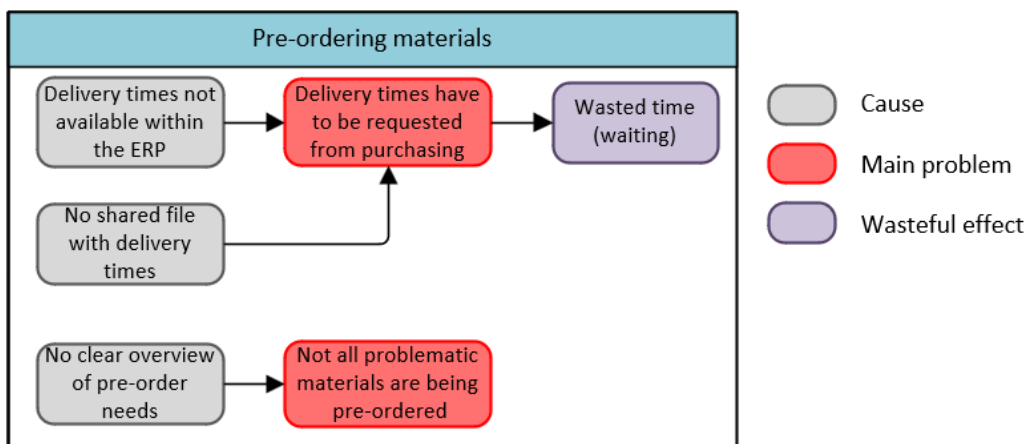 Pre-ordering materials
Delivery times not
available within
the ERP
Delivery times have
to be requested
from purchasing
Wasted time
(waiting)
No shared file
with delivery
times
No clear overview
of pre-order
needs
Not all problematic
materials are being
pre-ordered
Cause
Main problem
Wasteful effect